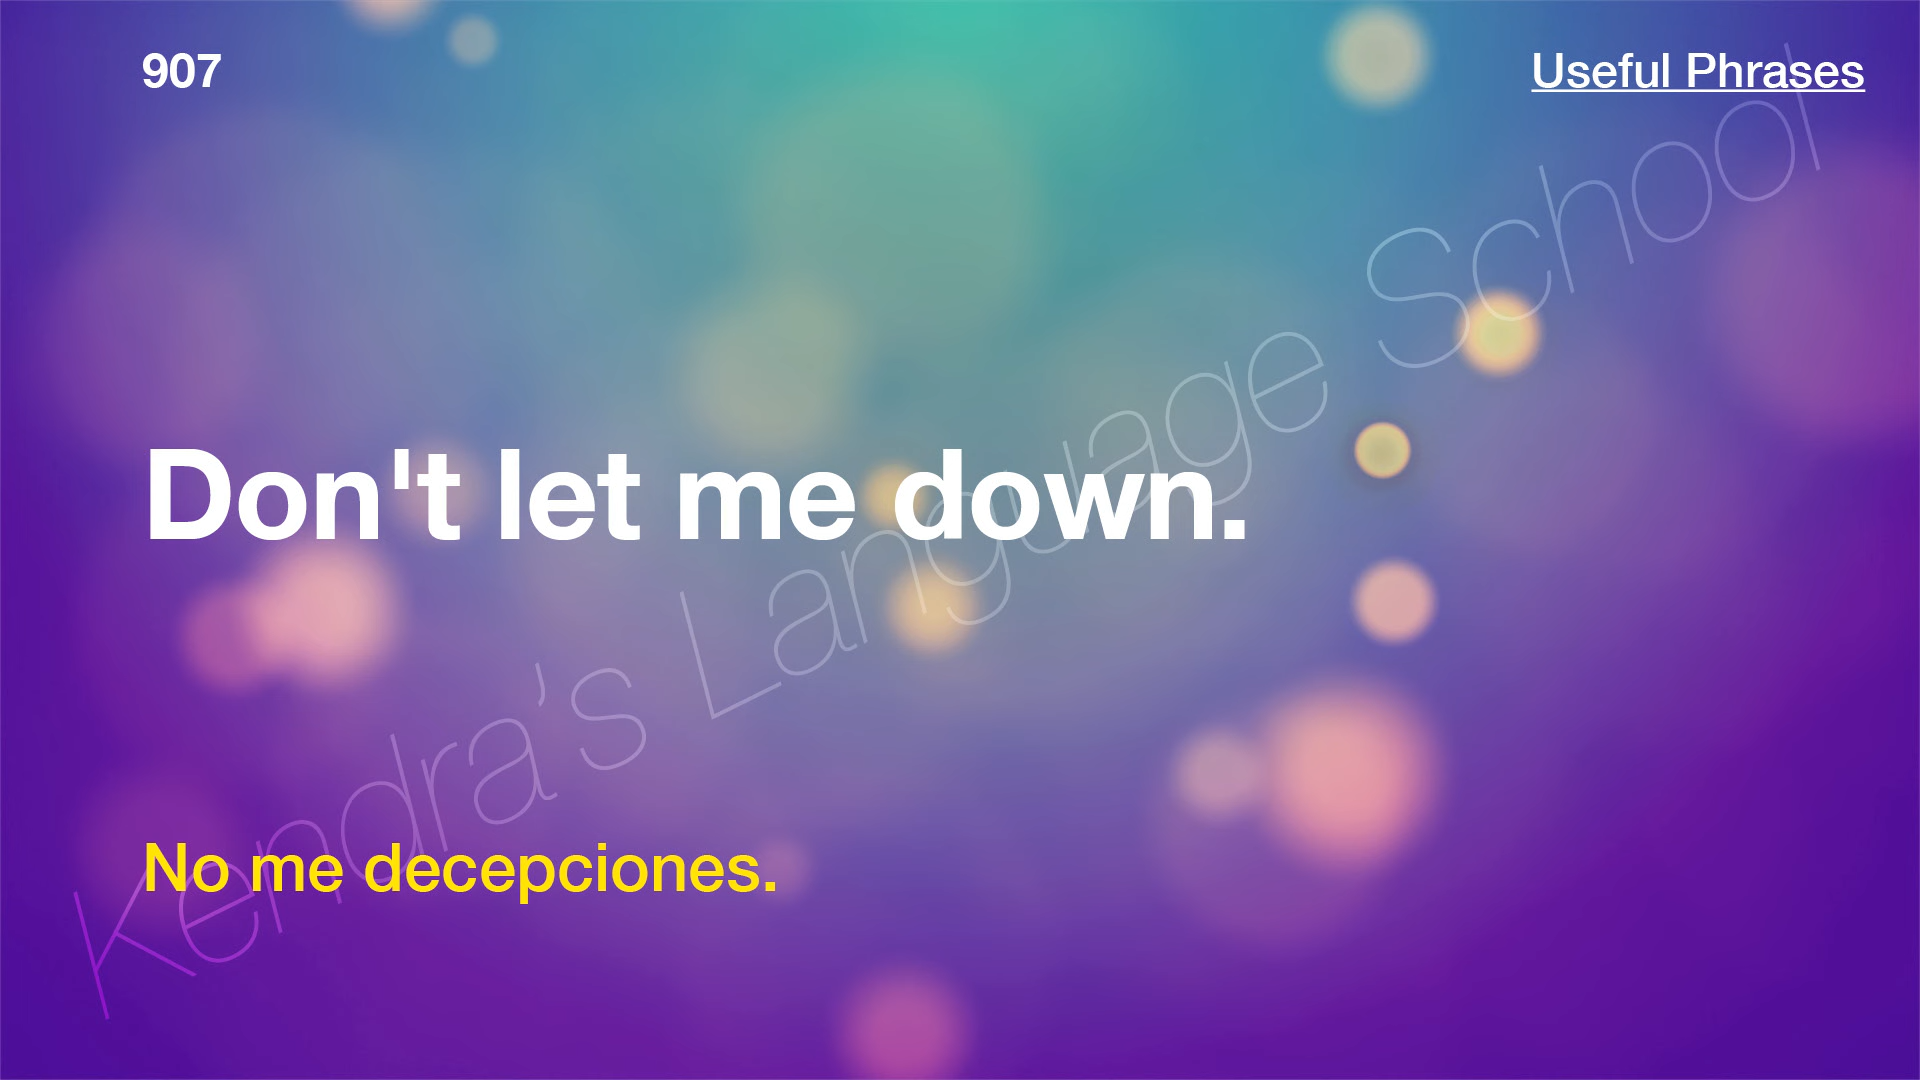 907
Useful Phrases
Don't let me down.
No me decepciones.
Kendra’s Language School